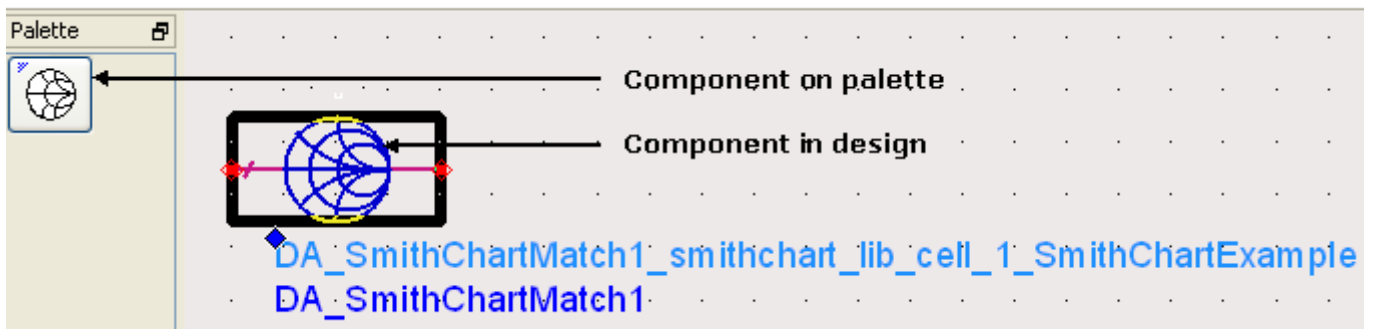 Palette
Component on palette
Component in design
DA_SmithChartMatch1_smithchart_lib_cell_1_SmithChartExample
DA_SmithChartMatch1